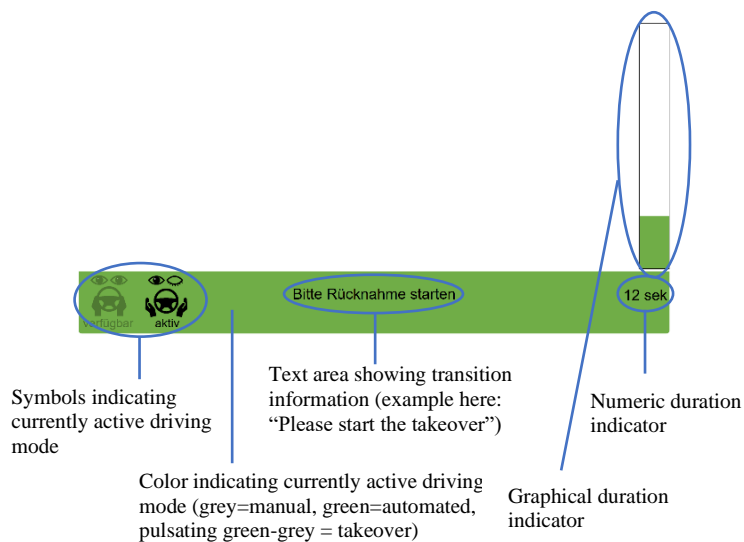 Bitte Rücknahme starten
12 sek
verfügbar
aktiv
Symbols indicating
currently active driving
mode
Text area showing transition
information (example here:
“Please start the takeover”)
Numeric duration
indicator
Color indicating currently active driving
mode (grey=manual, green=automated,
pulsating green-grey = takeover)
Graphical duration
indicator